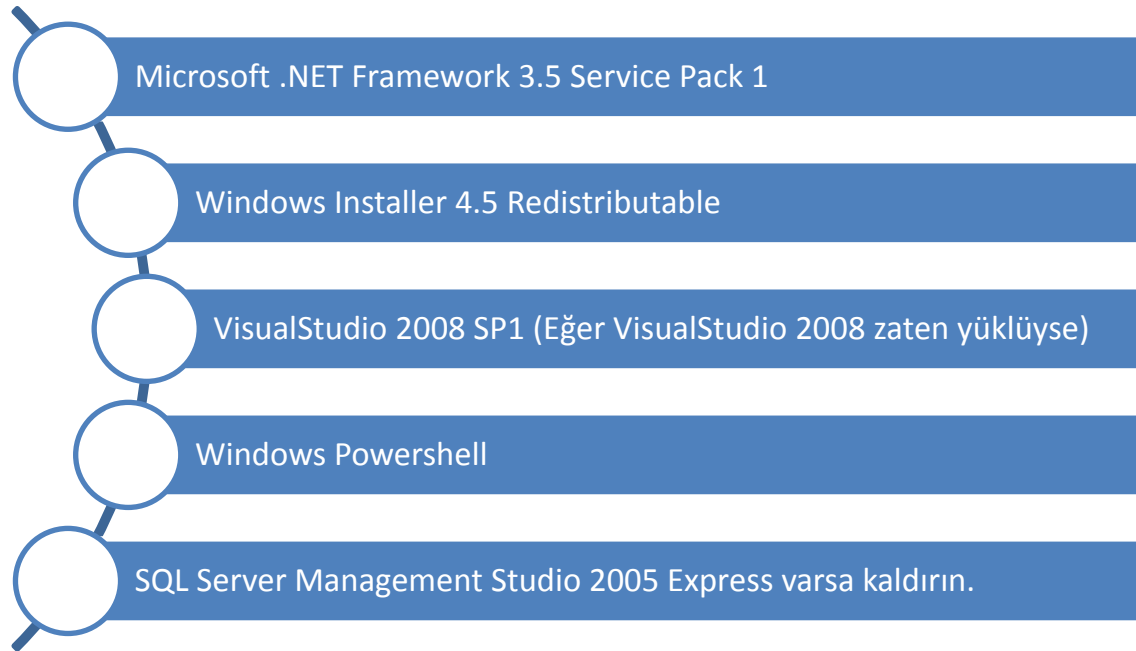 Microsoft .NET Framework 3.5 Service Pack 1
Windows Installer 4.5 Redistributable
VisualStudio 2008 SP1 (Eğer VisualStudio 2008 zaten yüklüyse)
Windows Powershell
SQL Server Management Studio 2005 Express varsa kaldırın.